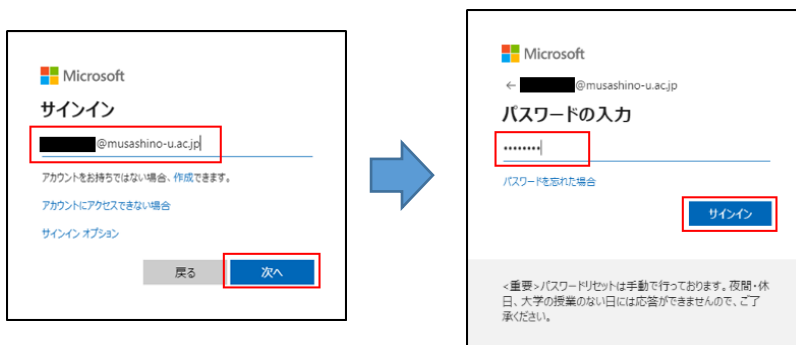 Microsoft
サインイン
@musashino-u.ac.jp
アカウントをお持ちではない場合、作成できます。
アカウントにアクセスできない場合
サインイン オプション
戻る
次へ
Microsoft
← @musashino-u.ac.jp
パスワードの入力
••••••••
パスワードを忘れた場合
サインイン
<重要>パスワードリセットは手動で行っております。夜間・休
日、大学の授業のない日には応答ができませんので、ご了
承ください。